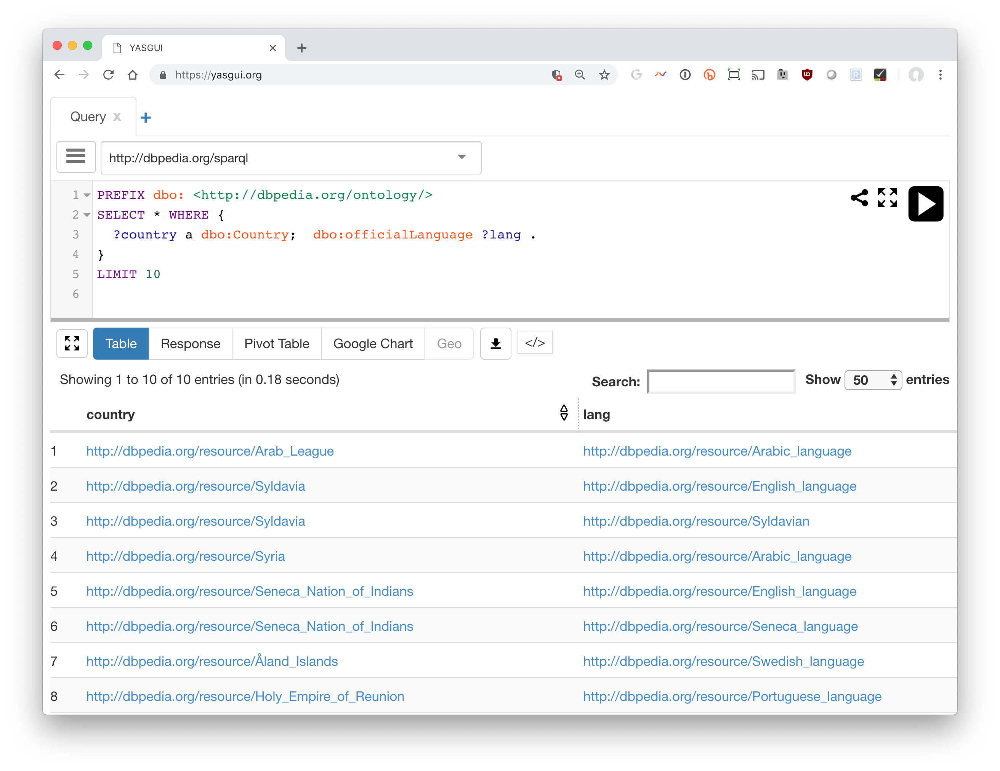 YASGUI
https://yasgui.org
Query x +
http://dbpedia.org/sparql
1 PREFIX dbo: <http://dbpedia.org/ontology/>
2 SELECT * WHERE {
3 ?country a dbo:Country;  dbo:officialLanguage ?lang .
4 }
5 LIMIT 10
6
Table Response Pivot Table Google Chart Geo </>
Showing 1 to 10 of 10 entries (in 0.18 seconds) Search: Show 50 entries
country lang
1 http://dbpedia.org/resource/Arab_League http://dbpedia.org/resource/Arabic_language
2 http://dbpedia.org/resource/Syldavia http://dbpedia.org/resource/English_language
3 http://dbpedia.org/resource/Syldavia http://dbpedia.org/resource/Syldavian
4 http://dbpedia.org/resource/Syria http://dbpedia.org/resource/Arabic_language
5 http://dbpedia.org/resource/Seneca_Nation_of_Indians http://dbpedia.org/resource/English_language
6 http://dbpedia.org/resource/Seneca_Nation_of_Indians http://dbpedia.org/resource/Seneca_language
7 http://dbpedia.org/resource/Åland_Islands http://dbpedia.org/resource/Swedish_language
8 http://dbpedia.org/resource/Holy_Empire_of_Reunion http://dbpedia.org/resource/Portuguese_language